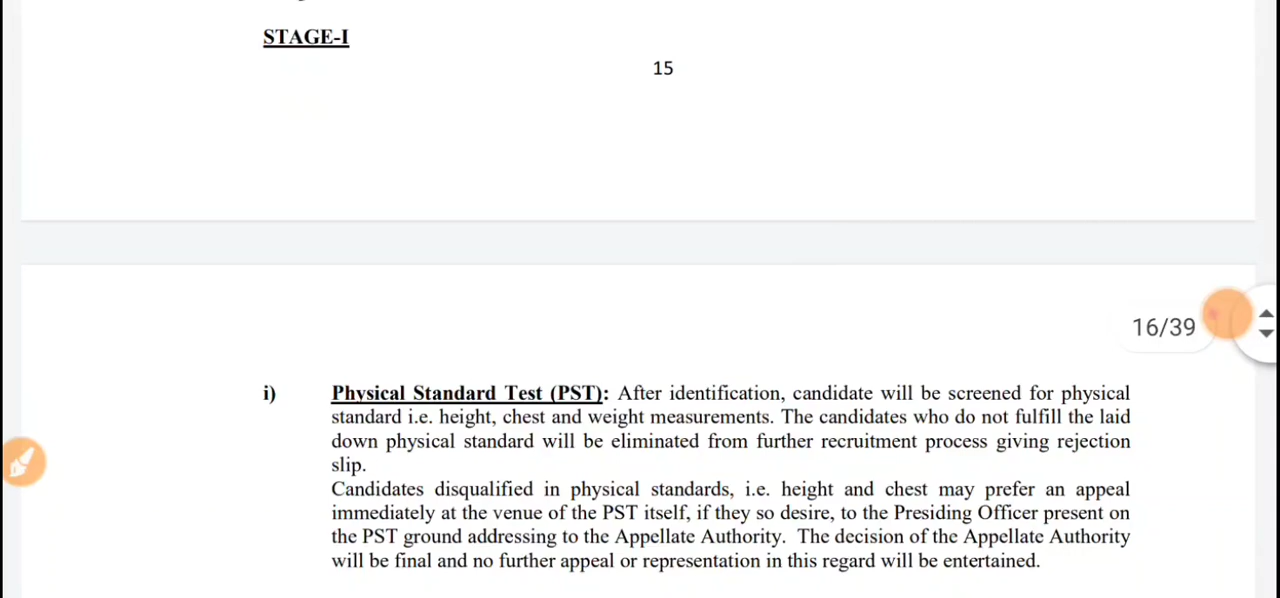 STAGE-I
15
16/39
i) Physical Standard Test (PST): After identification, candidate will be screened for physical
standard i.e. height, chest and weight measurements. The candidates who do not fulfill the laid
down physical standard will be eliminated from further recruitment process giving rejection
slip.
Candidates disqualified in physical standards, i.e. height and chest may prefer an appeal
immediately at the venue of the PST itself, if they so desire, to the Presiding Officer present on
the PST ground addressing to the Appellate Authority. The decision of the Appellate Authority
will be final and no further appeal or representation in this regard will be entertained.